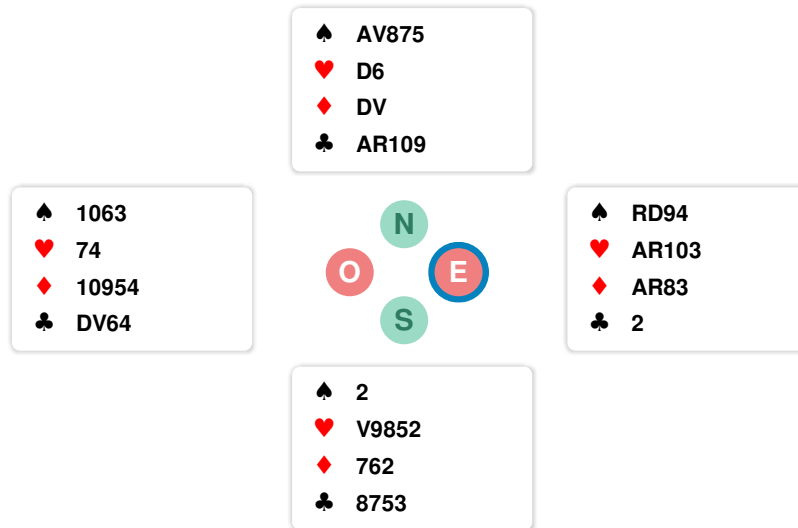 ♠ AV875
♥ D6
♦ DV
♣ AR109
♠ 1063
♥ 74
♦ 10954
♣ DV64
N
O
E
S
♠ RD94
♥ AR103
♦ AR83
♣ 2
♠ 2
♥ V9852
♦ 762
♣ 8753